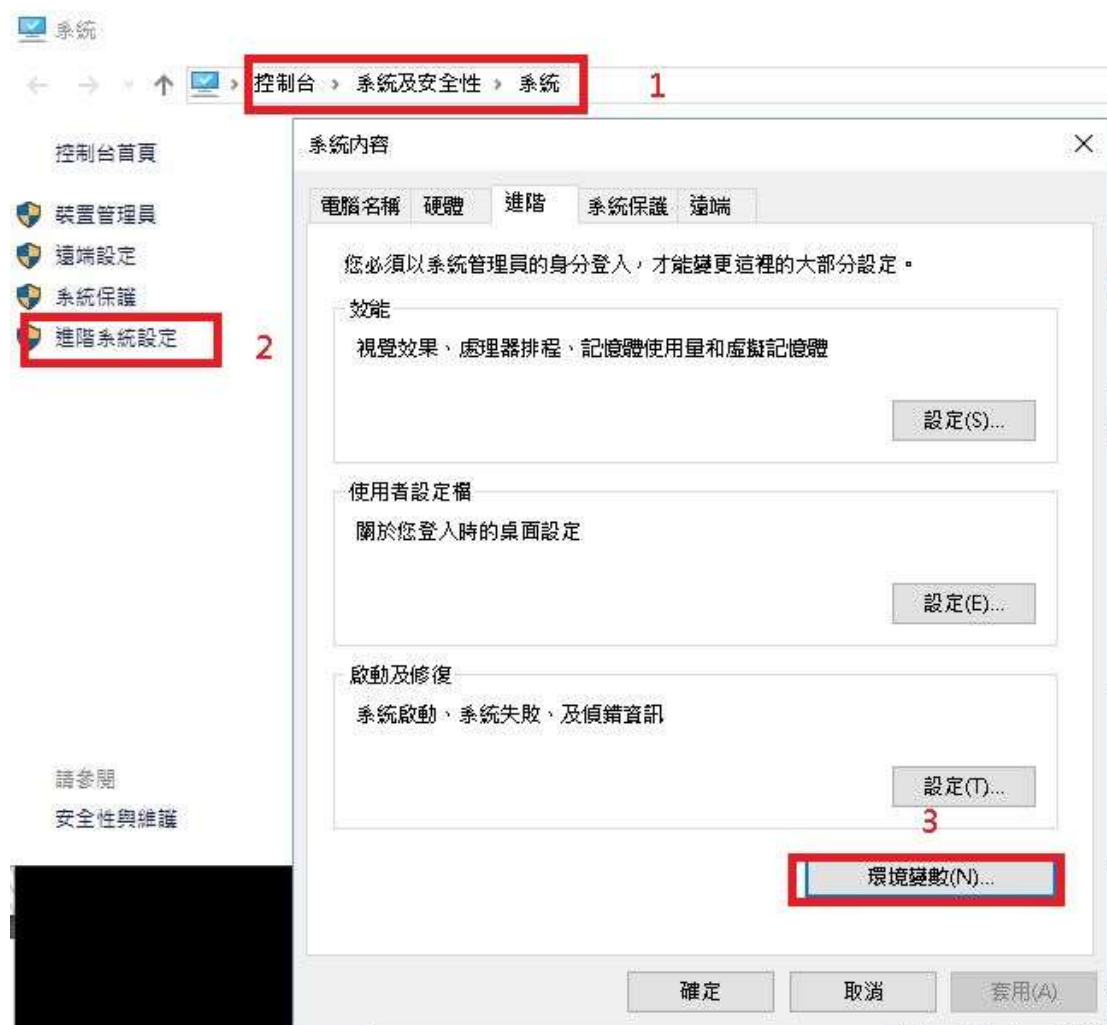 系統
控制台 › 系統及安全性 › 系統
1
控制台首頁
裝置管理員
遠端設定
系統保護
進階系統設定
2
請參閱
安全性與維護
系統內容
電腦名稱 硬體 進階 系統保護 遠端
您必須以系統管理員的身分登入，才能變更這裡的大部分設定。
效能
視覺效果、處理器排程、記憶體使用量和虛擬記憶體
設定(S)...
使用者設定檔
關於您登入時的桌面設定
設定(E)...
啟動及修復
系統啟動、系統失敗、及偵錯資訊
設定(T)...
3
環境變數(N)...
確定 取消 套用(A)